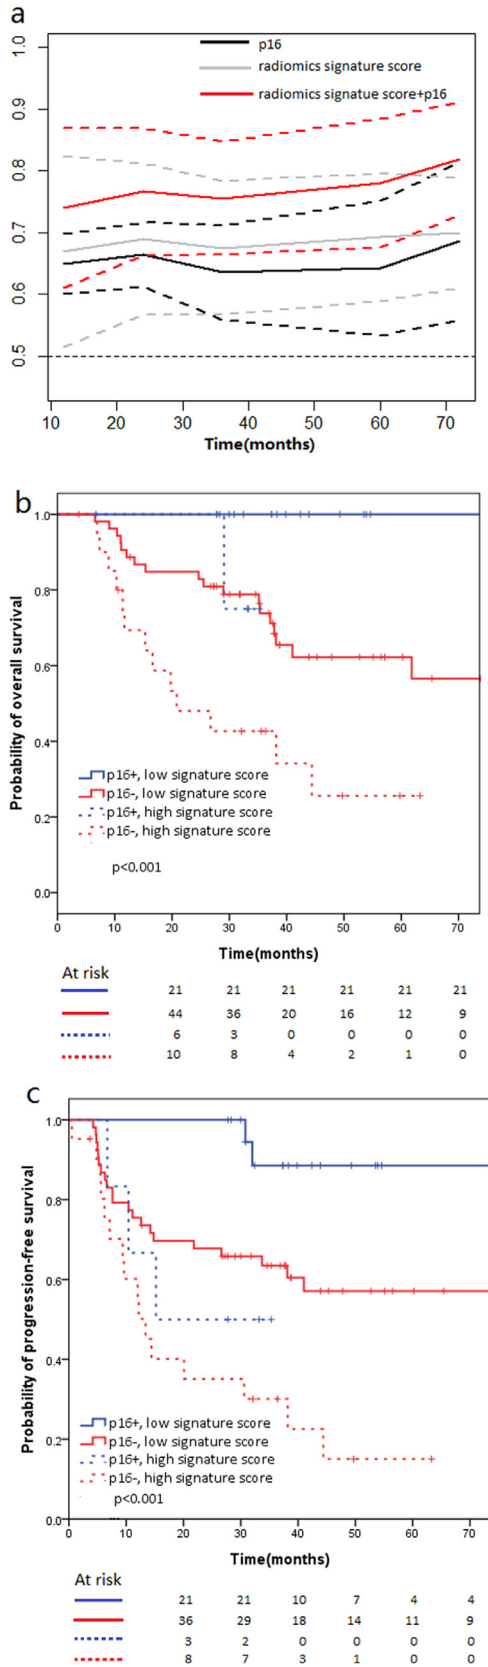 a
p16
radiomics signature score
radiomics signatue score+p16
1.0
0.9
0.8
0.7
0.6
0.5
10 20 30 40 50 60 70
Time(months)
b
Probability of overall survival
1.0
0.8
0.6
0.4
0.2
0.0
p16+, low signature score
p16-, low signature score
p16+, high signature score
p16-, high signature score
p<0.001
0 10 20 30 40 50 60 70
Time(months)
At risk
21 21 21 21 21 21
44 36 20 16 12 9
6 3 0 0 0 0
10 8 4 2 1 0
c
Probability of progression-free survival
1.0
0.8
0.6
0.4
0.2
0.0
p16+, low signature score
p16-, low signature score
p16+, high signature score
p16-, high signature score
p<0.001
0 10 20 30 40 50 60 70
Time(months)
At risk
21 21 10 7 4 4
36 29 18 14 11 9
3 2 0 0 0 0
8 7 3 1 0 0